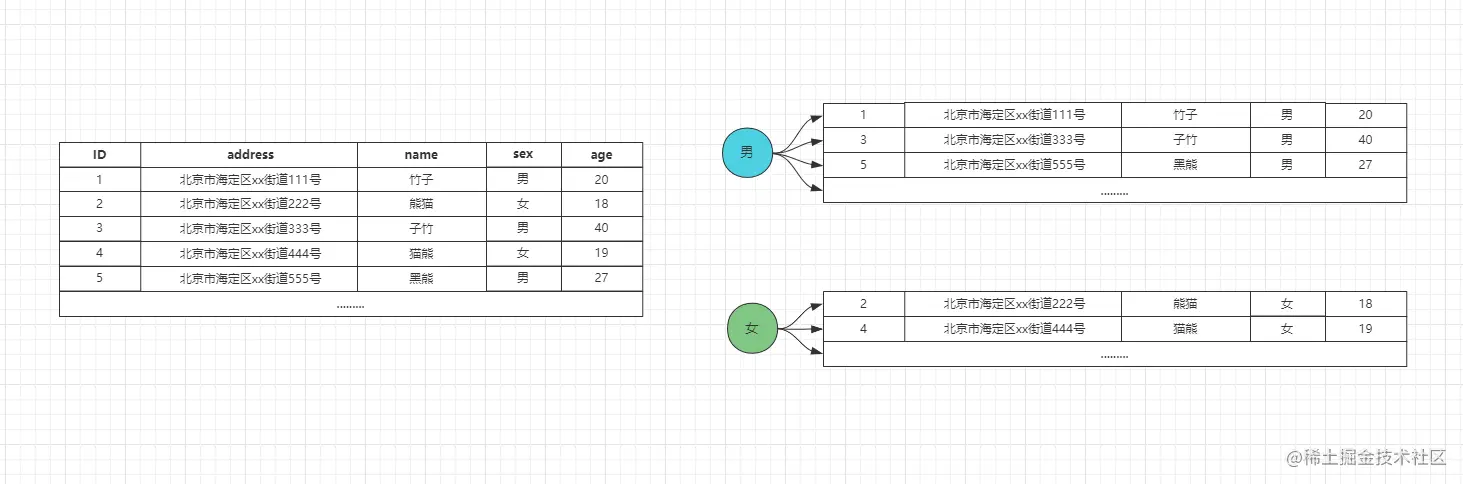 ID address name sex age
1 北京市海定区xx街道111号 竹子 男 20
2 北京市海定区xx街道222号 熊猫 女 18
3 北京市海定区xx街道333号 子竹 男 40
4 北京市海定区xx街道444号 猫熊 女 19
5 北京市海定区xx街道555号 黑熊 男 27
.........
男
1 北京市海定区xx街道111号 竹子 男 20
3 北京市海定区xx街道333号 子竹 男 40
5 北京市海定区xx街道555号 黑熊 男 27
.........
女
2 北京市海定区xx街道222号 熊猫 女 18
4 北京市海定区xx街道444号 猫熊 女 19
.........
@稀土掘金技术社区